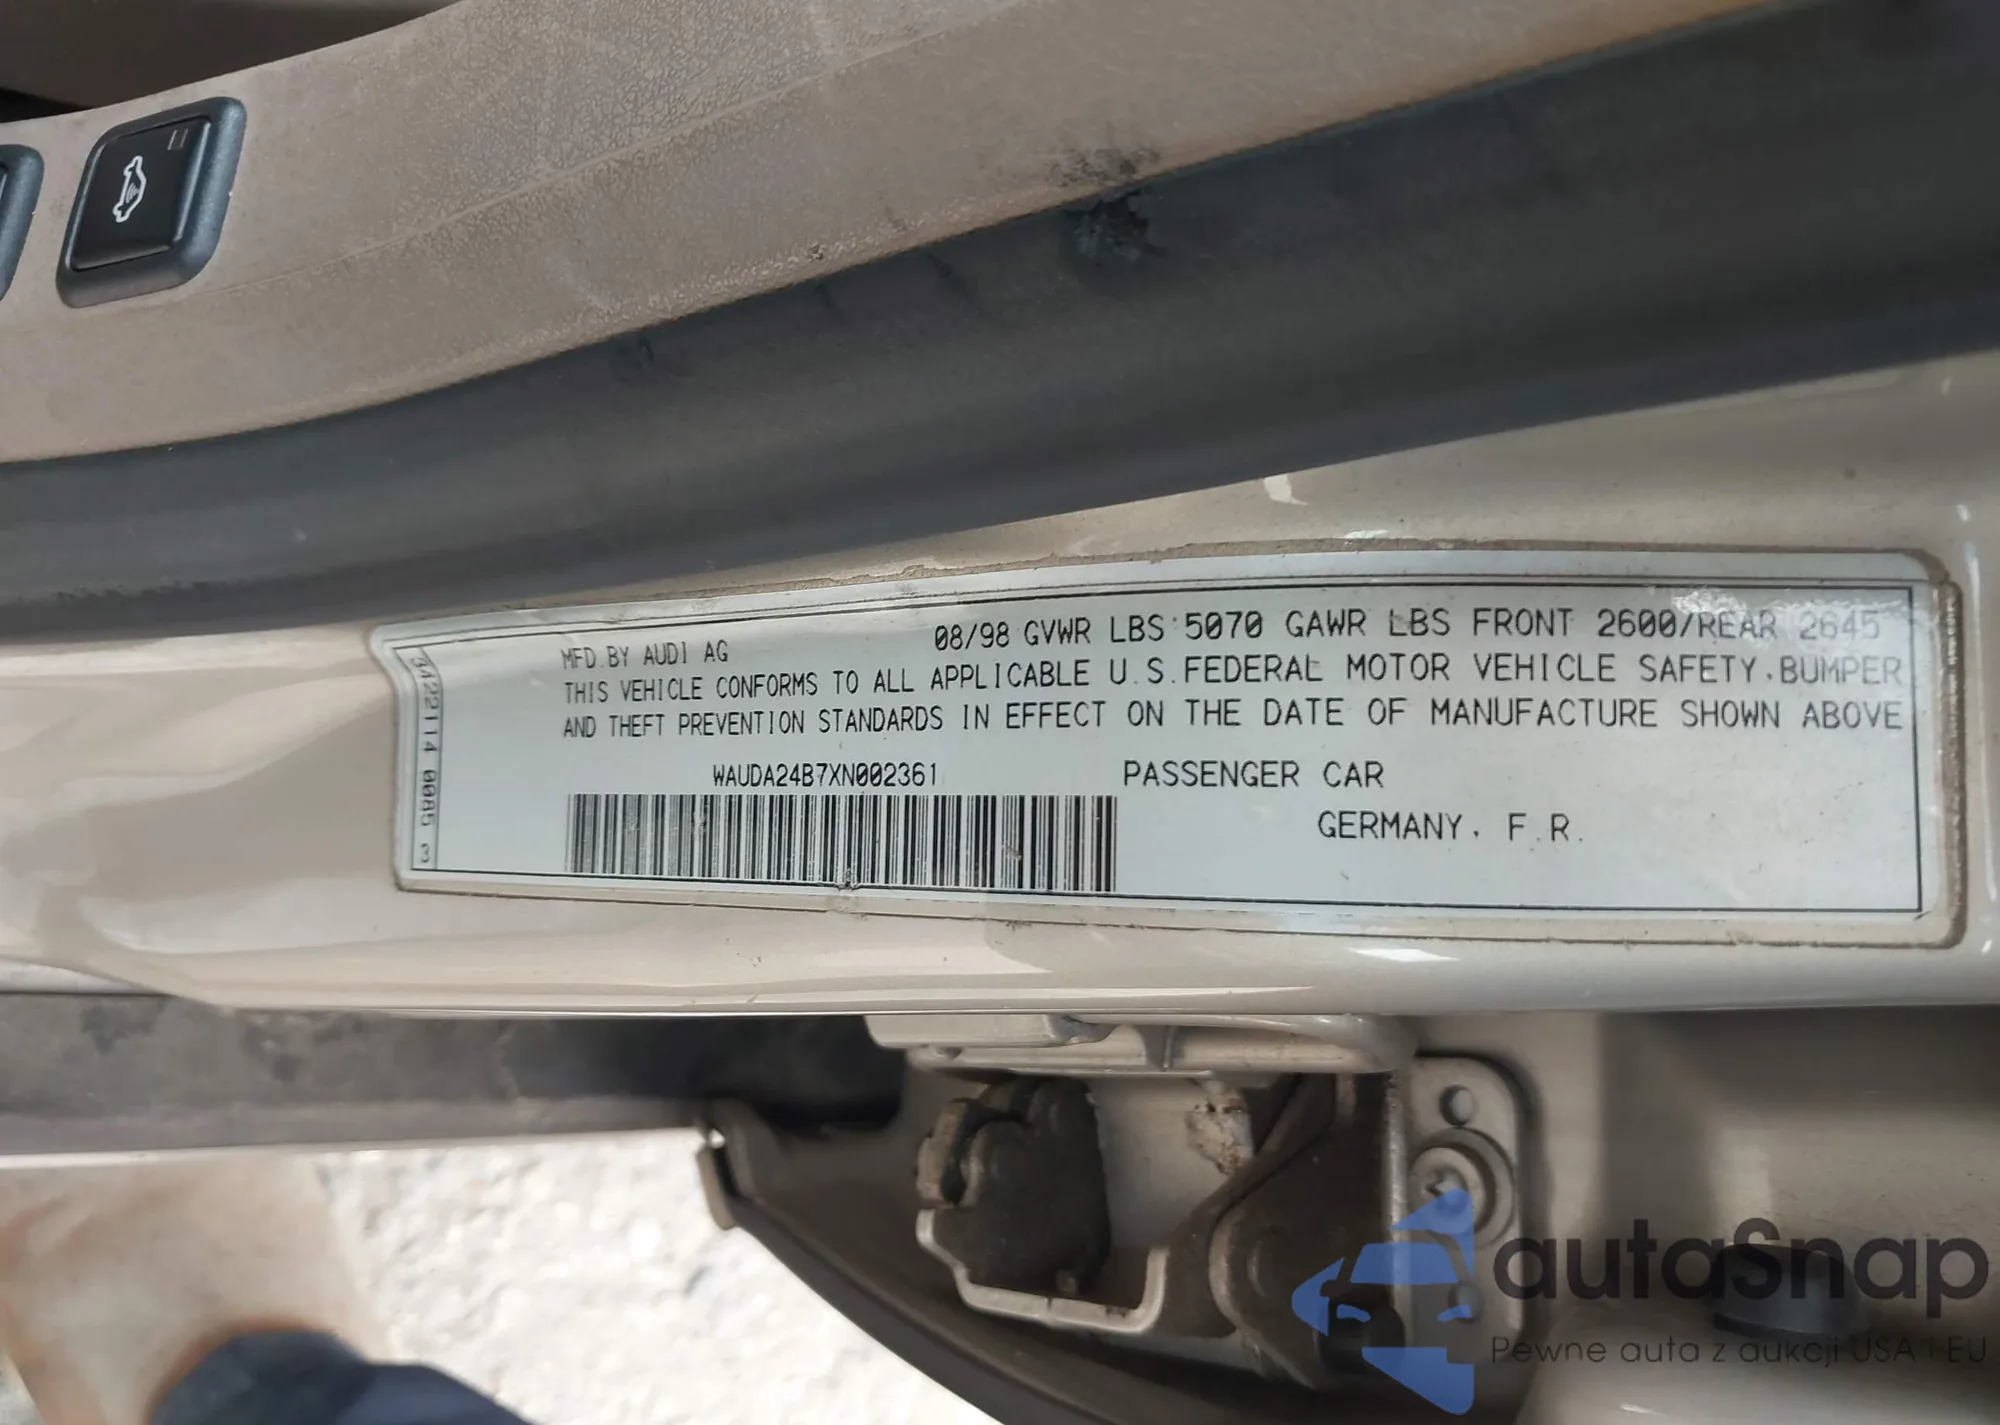 MFD.BY AUDI AG 08/98 GVWR LBS 5070 GAWR LBS FRONT 2600/REAR 2645
THIS VEHICLE CONFORMS TO ALL APPLICABLE U.S.FEDERAL MOTOR VEHICLE SAFETY.BUMPER
AND THEFT PREVENTION STANDARDS IN EFFECT ON THE DATE OF MANUFACTURE SHOWN ABOVE
WAUDA24B7XN002361 PASSENGER CAR
GERMANY. F.R.
3422114 0085 3
autaSnap
Pewne auta z aukcji USA i EU